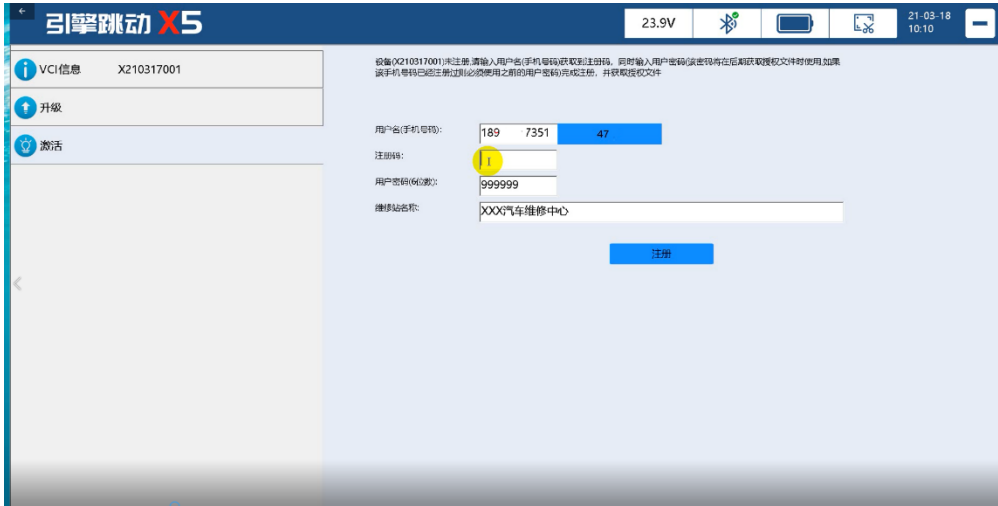 引擎跳动 X5
23.9V
21-03-18
10:10
VCI信息 X210317001
升级
激活
设备(X210317001)未注册,请输入用户名(手机号码)获取到注册码，同时输入用户密码(该密码将在后期获取授权文件时使用,如果
该手机号码已经注册过则必须使用之前的用户密码)完成注册，并获取授权文件
用户名(手机号码): 189 7351 47
注册码:
用户密码(6位数): 999999
维修站名称: XXX汽车维修中心
注册